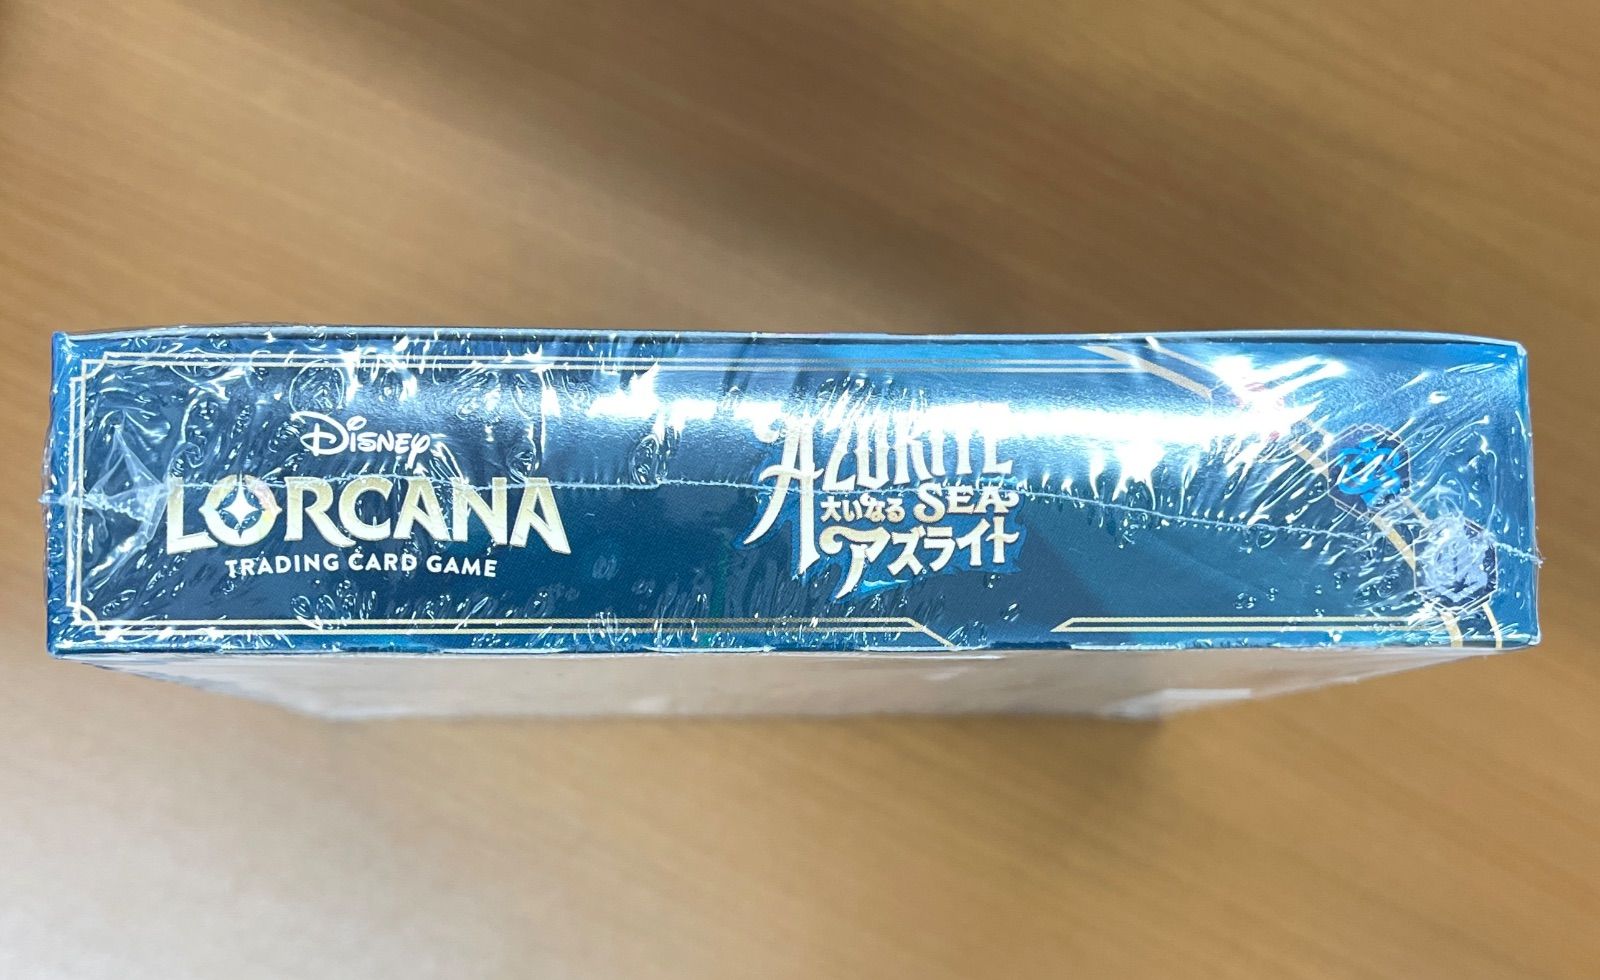 Disney
LORCANA
TRADING CARD GAME
AZURITE
大いなる SEA
アズライト